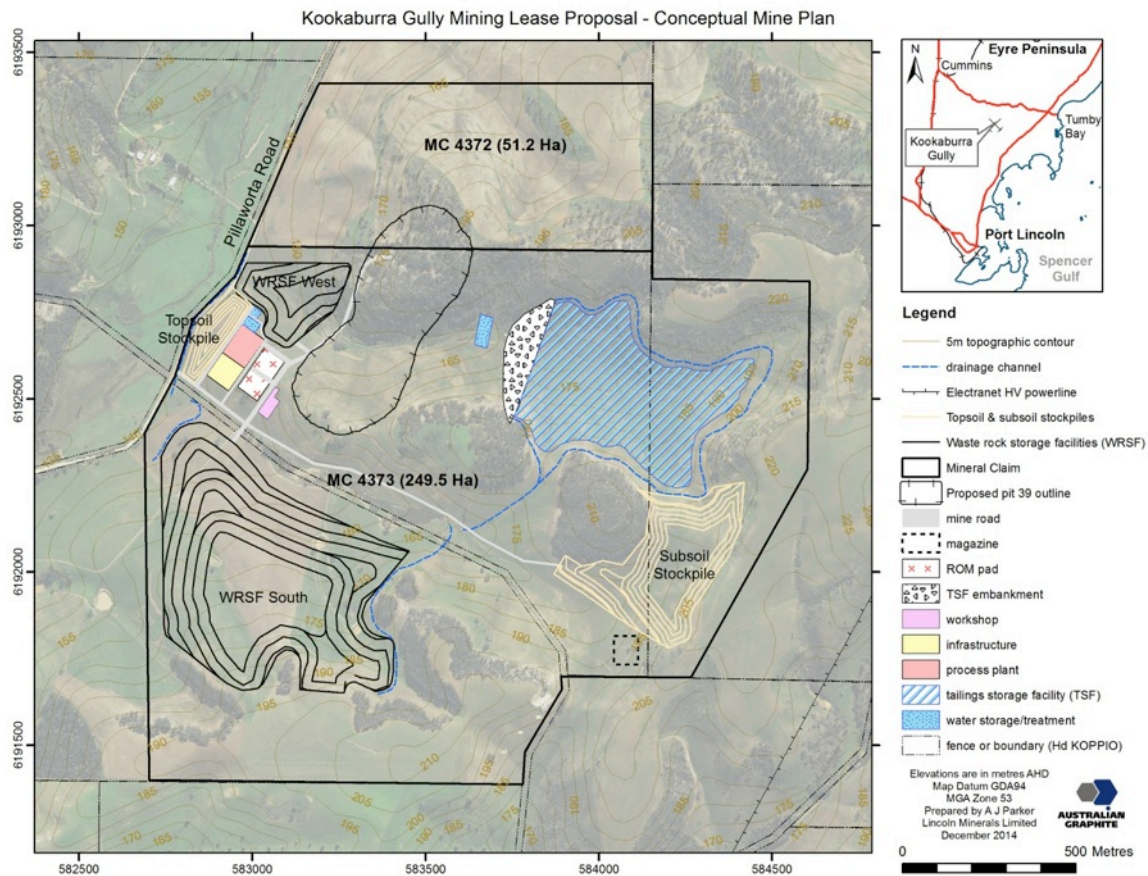 Kookaburra Gully Mining Lease Proposal - Conceptual Mine Plan
6193500
6193000
6192500
6192000
6191500
582500
583000
583500
584000
584500
Pillaworta Road
MC 4372 (51.2 Ha)
WRSF West
Topsoil
Stockpile
MC 4373 (249.5 Ha)
WRSF South
Subsoil
Stockpile
N
Eyre Peninsula
Cummins
Tumby
Bay
Kookaburra
Gully
Port Lincoln
Spencer
Gulf
Legend
5m topographic contour
drainage channel
Electranet HV powerline
Topsoil & subsoil stockpiles
Waste rock storage facilities (WRSF)
Mineral Claim
Proposed pit 39 outline
mine road
magazine
ROM pad
TSF embankment
workshop
infrastructure
process plant
tailings storage facility (TSF)
water storage/treatment
fence or boundary (Hd KOPPIO)
Elevations are in metres AHD
Map Datum GDA94
MGA Zone 53
Prepared by A J Parker
Lincoln Minerals Limited
December 2014
AUSTRALIAN
GRAPHITE
0 500 Metres